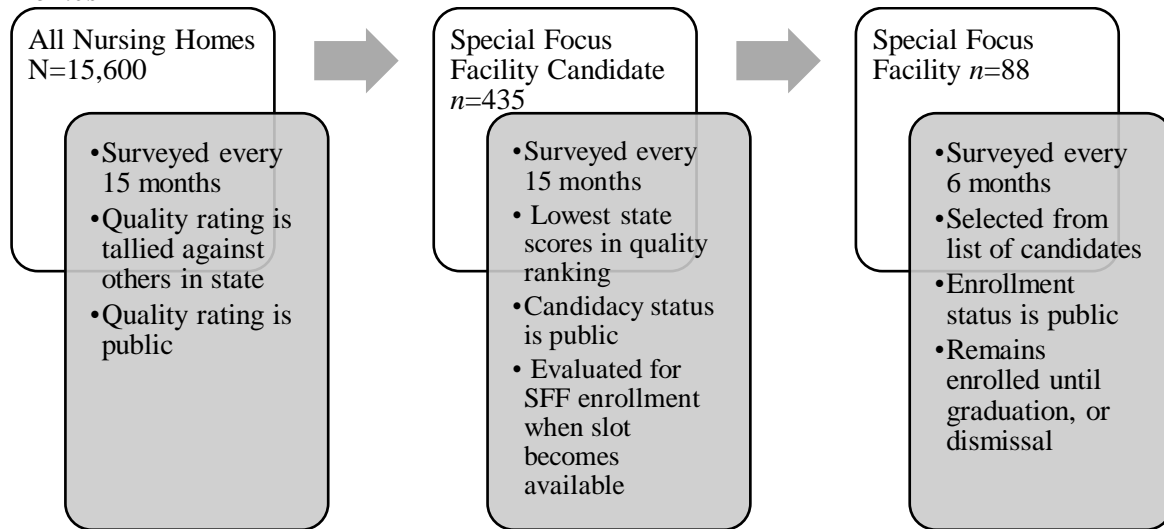 All Nursing Homes
N=15,600
•Surveyed every
15 months
•Quality rating is
tallied against
others in state
•Quality rating is
public
Special Focus
Facility Candidate
n=435
•Surveyed every
15 months
• Lowest state
scores in quality
ranking
•Candidacy status
is public
• Evaluated for
SFF enrollment
when slot
becomes
available
Special Focus
Facility n=88
•Surveyed every
6 months
•Selected from
list of candidates
•Enrollment
status is public
•Remains
enrolled until
graduation, or
dismissal